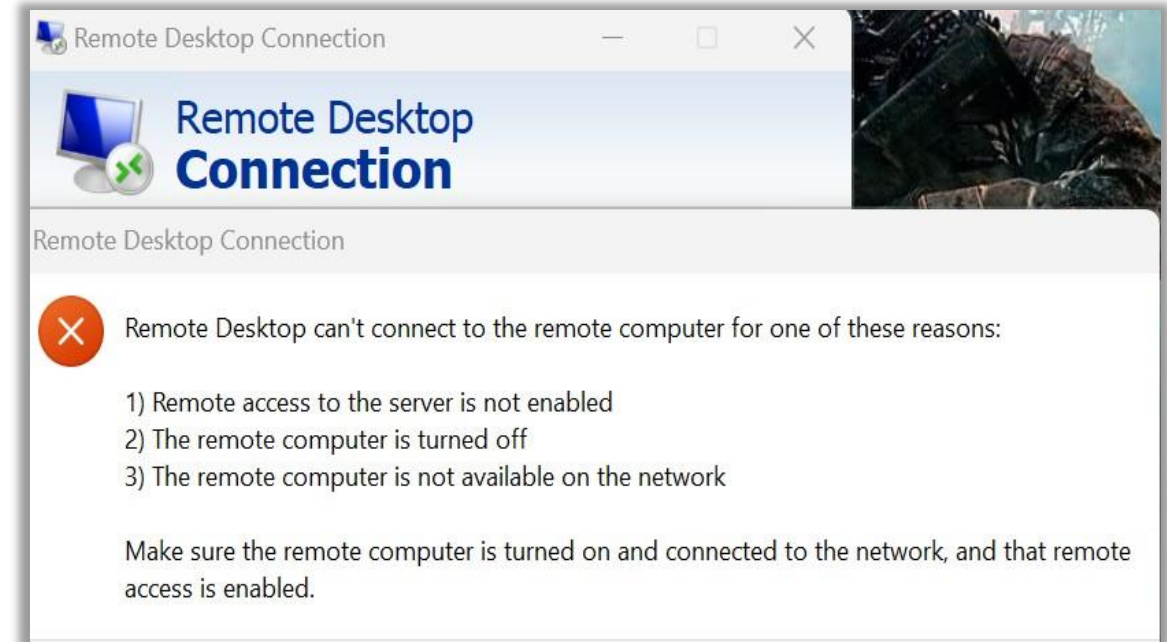 Remote Desktop Connection
Remote Desktop
Connection
Remote Desktop Connection
Remote Desktop can't connect to the remote computer for one of these reasons:
1) Remote access to the server is not enabled
2) The remote computer is turned off
3) The remote computer is not available on the network
Make sure the remote computer is turned on and connected to the network, and that remote
access is enabled.